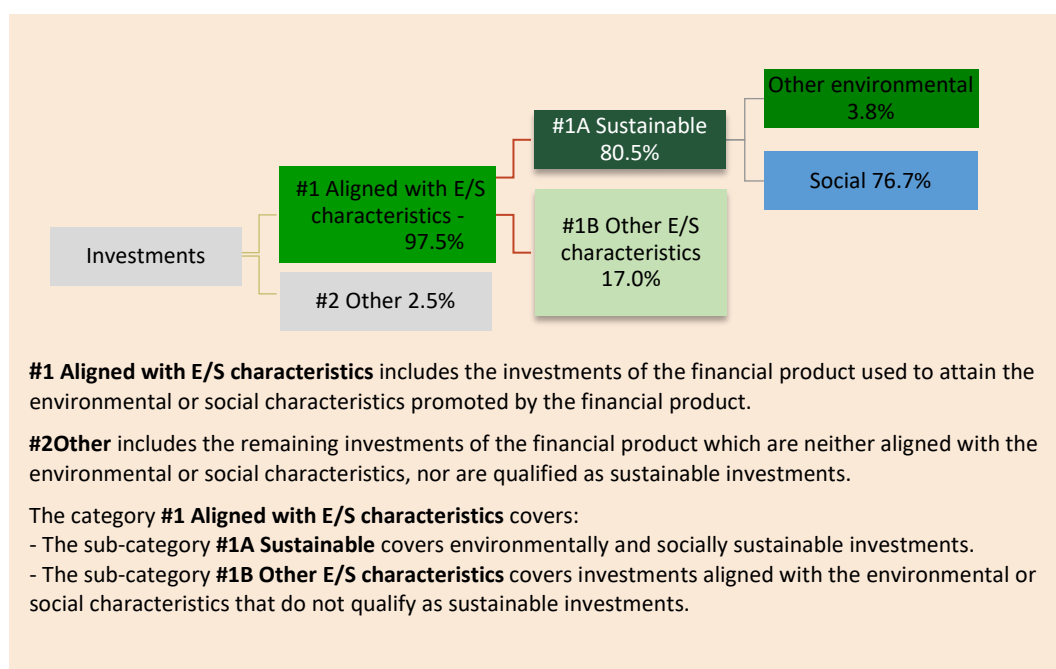 Other environmental
3.8%
#1A Sustainable
80.5%
Social 76.7%
#1 Aligned with E/S
characteristics -
97.5%
#1B Other E/S
characteristics
17.0%
Investments
#2 Other 2.5%
#1 Aligned with E/S characteristics includes the investments of the financial product used to attain the
environmental or social characteristics promoted by the financial product.
#2Other includes the remaining investments of the financial product which are neither aligned with the
environmental or social characteristics, nor are qualified as sustainable investments.
The category #1 Aligned with E/S characteristics covers:
- The sub-category #1A Sustainable covers environmentally and socially sustainable investments.
- The sub-category #1B Other E/S characteristics covers investments aligned with the environmental or
social characteristics that do not qualify as sustainable investments.